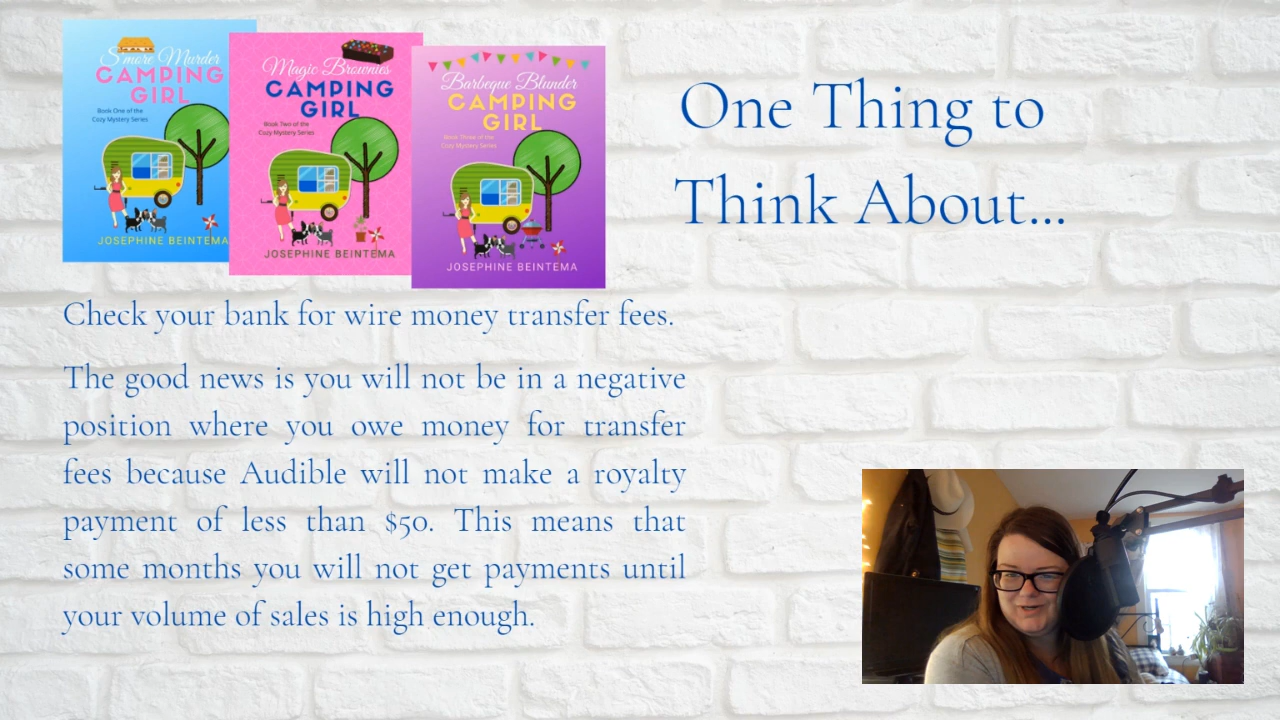 S'more Murder
CAMPING
GIRL
Book One of the
Cozy Mystery Series
JOSEPHINE BEINTEMA
Magic Brownies
CAMPING
GIRL
Book Two of the
Cozy Mystery Series
JOSEPHINE BEINTEMA
Barbeque Blunder
CAMPING
GIRL
Book Three of the
Cozy Mystery Series
JOSEPHINE BEINTEMA
One Thing to
Think About...
Check your bank for wire money transfer fees.
The good news is you will not be in a negative
position where you owe money for transfer
fees because Audible will not make a royalty
payment of less than $50. This means that
some months you will not get payments until
your volume of sales is high enough.